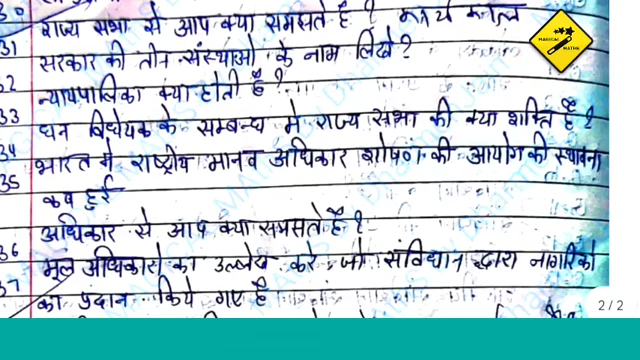 30 राज्य सभा से आप क्या समझते हैं ?
31 सरकार की तीन संस्थाओं के नाम लिखे ?
32 न्यायपालिका क्या होती है ?
33 धन विधेयक के सम्बन्ध मे राज्य सभा की क्या शक्ति है ?
34 भारत मे राष्ट्रीय मानव अधिकार शोषण की आयोग की स्थापना
35 कब हुई
अधिकार से आप क्या समझते है ?
36 मूल अधिकारो का उल्लेख करे जो संविधान द्वारा नागरिको
37 का प्रदान किये गए है
MAGICAL
MATHS
2 / 2